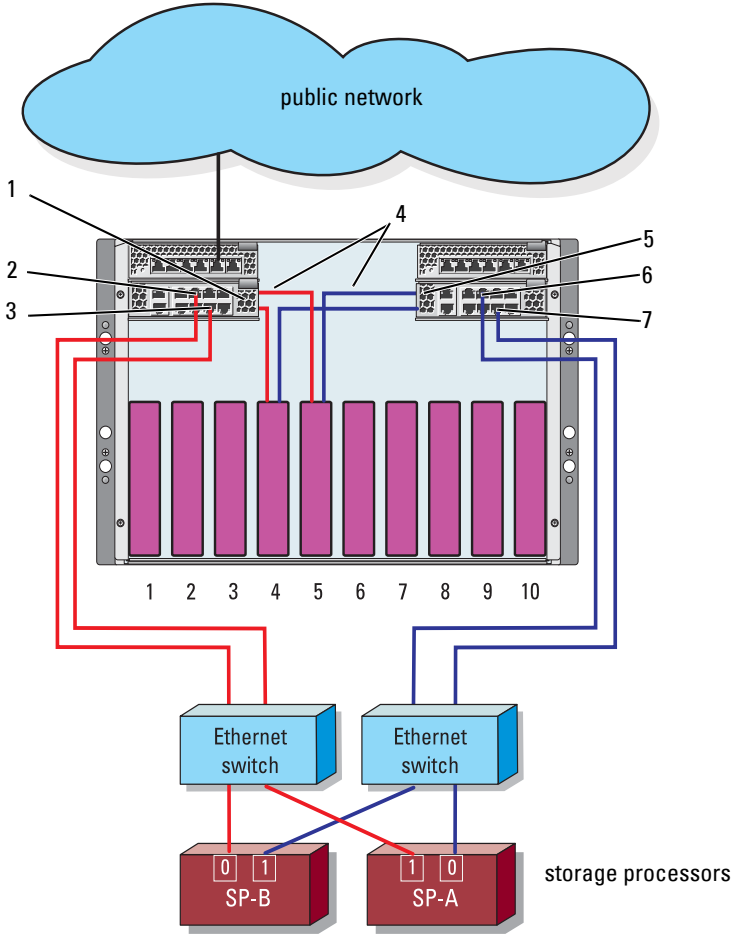 public network
1
4
5
2
6
3
7
1 2 3 4 5 6 7 8 9 10
Ethernet
switch
Ethernet
switch
0 1
SP-B
1 0
SP-A
storage processors